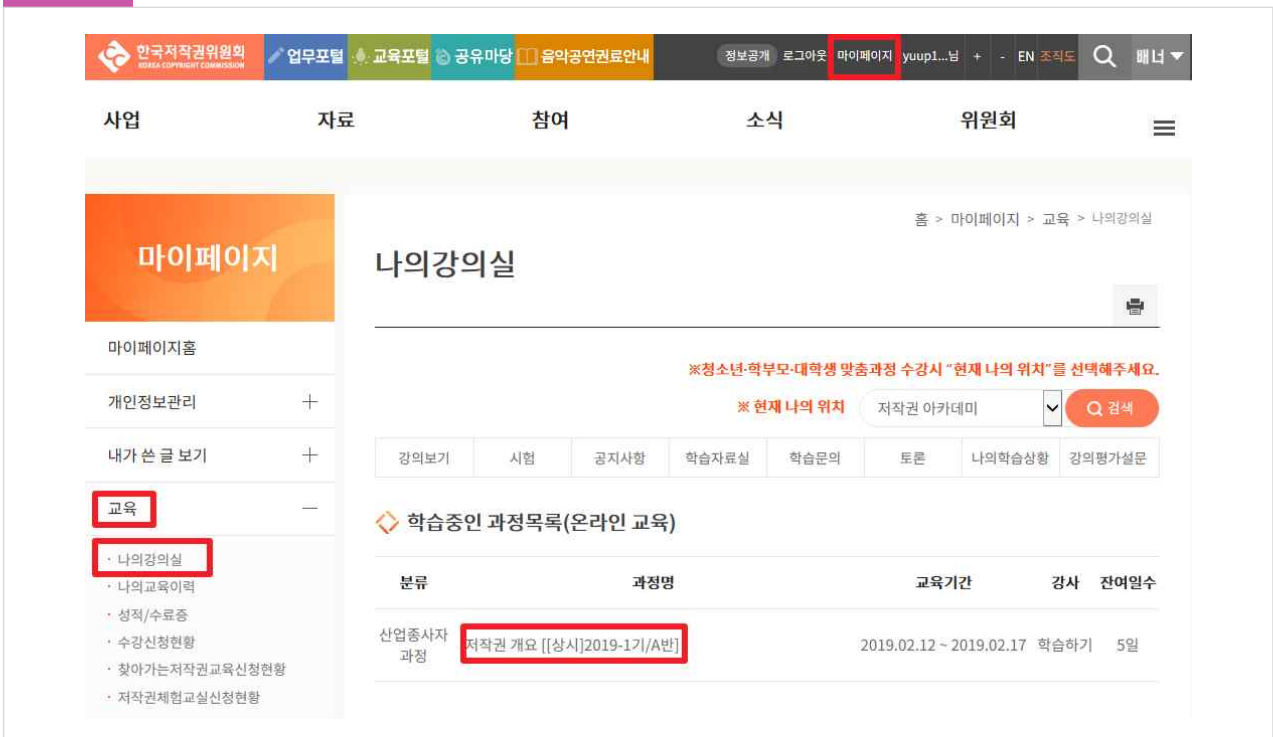 한국저작권위원회 업무포털 교육포털 공유마당 음악공연권료안내 정보공개 로그아웃 마이페이지 yuup1...님 + - EN 조직도 배너▼
KOREA COPYRIGHT COMMISSION
사업 자료 참여 소식 위원회
홈 > 마이페이지 > 교육 > 나의강의실
마이페이지
나의강의실
마이페이지홈
개인정보관리 +
내가 쓴 글 보기 +
교육 —
· 나의강의실
· 나의교육이력
· 성적/수료증
· 수강신청현황
· 찾아가는저작권교육신청현황
· 저작권체험교실신청현황
※청소년·학부모·대학생 맞춤과정 수강시 "현재 나의 위치"를 선택해주세요.
※ 현재 나의 위치 저작권 아카데미 검색
강의보기 시험 공지사항 학습자료실 학습문의 토론 나의학습상황 강의평가설문
학습중인 과정목록(온라인 교육)
분류 과정명 교육기간 강사 잔여일수
산업종사자 과정 저작권 개요 [[상시]2019-1기/A반] 2019.02.12 ~ 2019.02.17 학습하기 5일